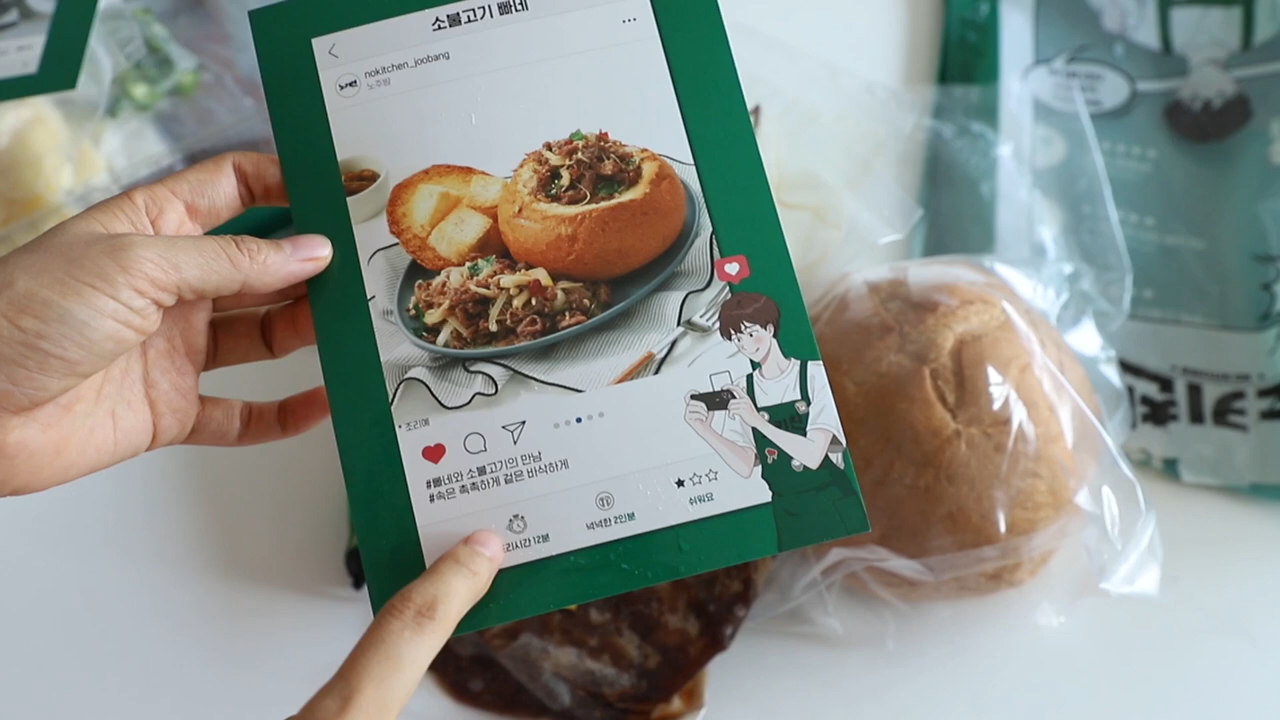 소불고기 빠네
nokitchen_joobang
노주방
* 조리예
#빠네와 소불고기의 만남
#속은 촉촉하게 겉은 바삭하게
리시간 12분
넉넉한 2인분
쉬워요